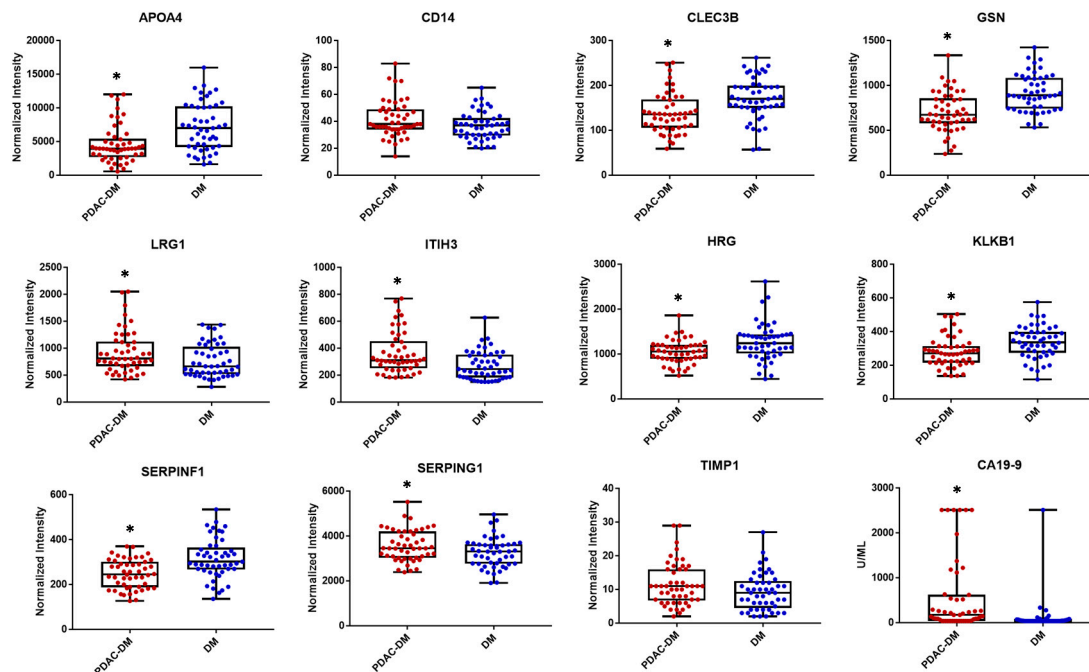 APOA4
Normalized Intensity
20000
15000
10000
5000
0
*
PDAC-DM
DM
CD14
Normalized Intensity
100
80
60
40
20
0
PDAC-DM
DM
CLEC3B
Normalized Intensity
300
200
100
0
*
PDAC-DM
DM
GSN
Normalized Intensity
1500
1000
500
0
*
PDAC-DM
DM
LRG1
Normalized Intensity
2500
2000
1500
1000
500
0
*
PDAC-DM
DM
ITIH3
Normalized Intensity
1000
800
600
400
200
0
*
PDAC-DM
DM
HRG
Normalized Intensity
3000
2000
1000
0
*
PDAC-DM
DM
KLKB1
Normalized Intensity
800
600
400
200
0
*
PDAC-DM
DM
SERPINF1
Normalized Intensity
600
400
200
0
*
PDAC-DM
DM
SERPING1
Normalized Intensity
6000
4000
2000
0
*
PDAC-DM
DM
TIMP1
Normalized Intensity
40
30
20
10
0
PDAC-DM
DM
CA19-9
U/ML
3000
2000
1000
0
*
PDAC-DM
DM